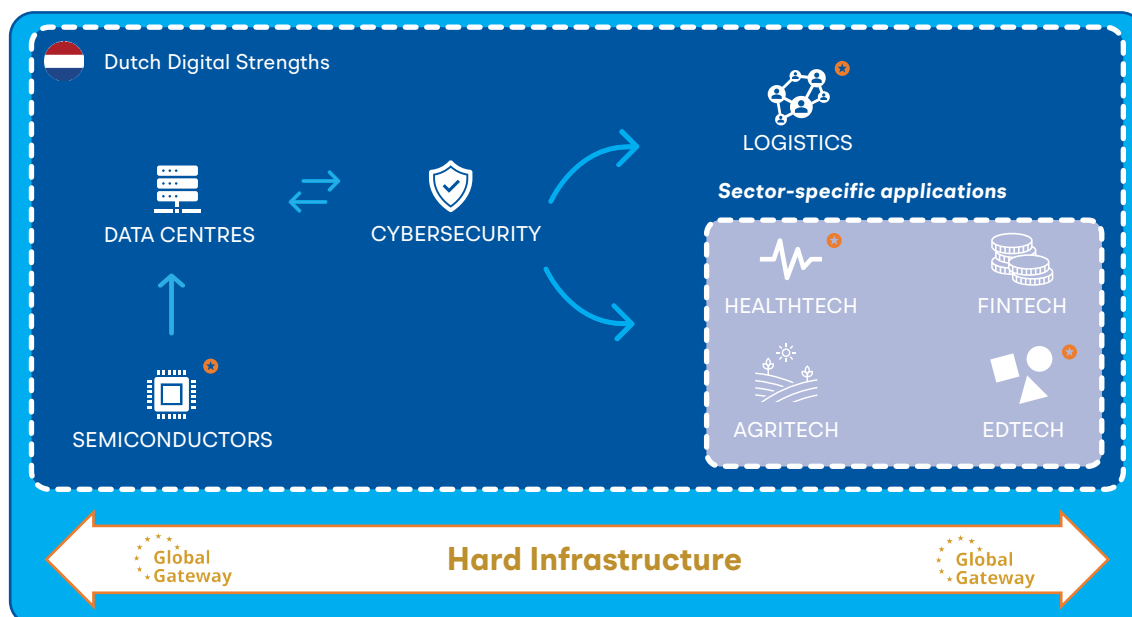 Dutch Digital Strengths
LOGISTICS
DATA CENTRES
CYBERSECURITY
Sector-specific applications
HEALTHTECH
FINTECH
SEMICONDUCTORS
AGRITECH
EDTECH
Global
Gateway
Hard Infrastructure
Global
Gateway